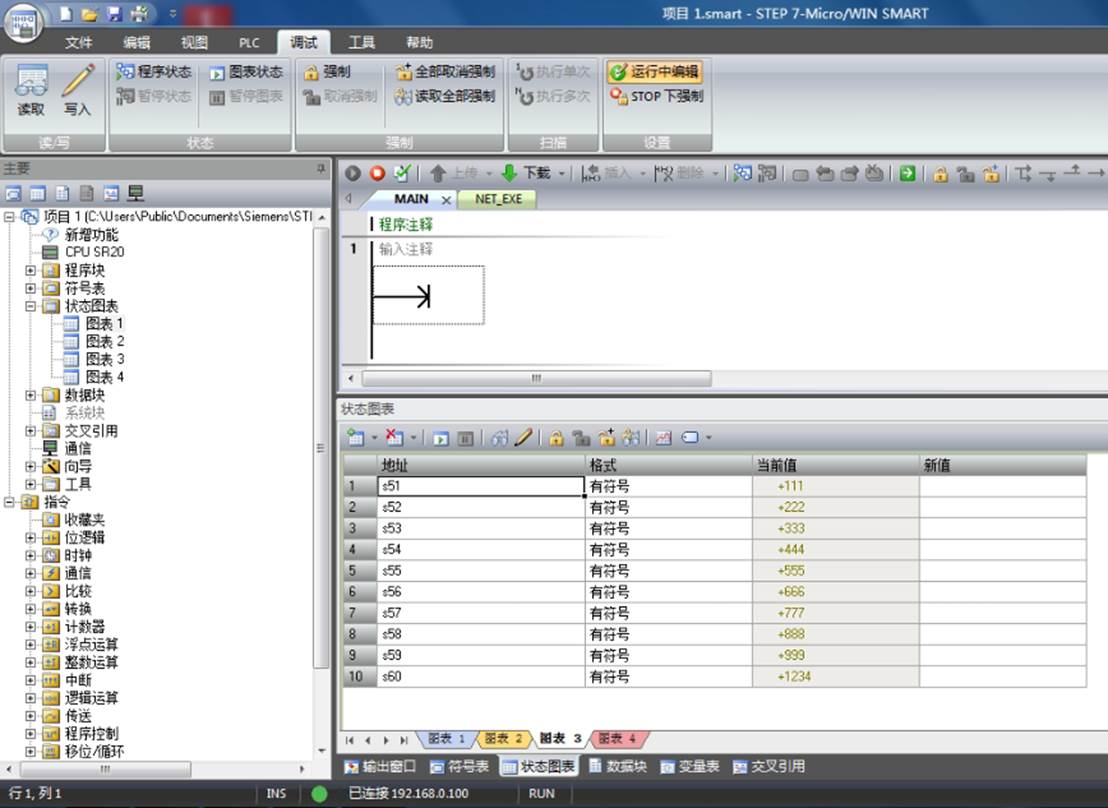 项目 1.smart - STEP 7-Micro/WIN SMART
文件 编辑 视图 PLC 调试 工具 帮助
程序状态 图表状态 强制 全部取消强制 执行单次 运行中编辑
读取 写入 暂停状态 暂停图表 取消强制 读取全部强制 执行多次 STOP 下强制
读/写 状态 强制 扫描 设置
主要
上传 下载 插入 删除
MAIN NET_EXE
项目 1 (C:\Users\Public\Documents\Siemens\STI
新增功能
CPU SR20
程序块
符号表
状态图表
图表 1
图表 2
图表 3
图表 4
数据块
系统块
交叉引用
通信
向导
工具
指令
收藏夹
位逻辑
时钟
通信
比较
转换
计数器
浮点运算
整数运算
中断
逻辑运算
传送
程序控制
移位/循环
程序注释
1 输入注释
状态图表
地址 格式 当前值 新值
1 s51 有符号 +111
2 s52 有符号 +222
3 s53 有符号 +333
4 s54 有符号 +444
5 s55 有符号 +555
6 s56 有符号 +666
7 s57 有符号 +777
8 s58 有符号 +888
9 s59 有符号 +999
10 s60 有符号 +1234
图表 1 图表 2 图表 3 图表 4
输出窗口 符号表 状态图表 数据块 变量表 交叉引用
行 1, 列 1 INS 已连接 192.168.0.100 RUN